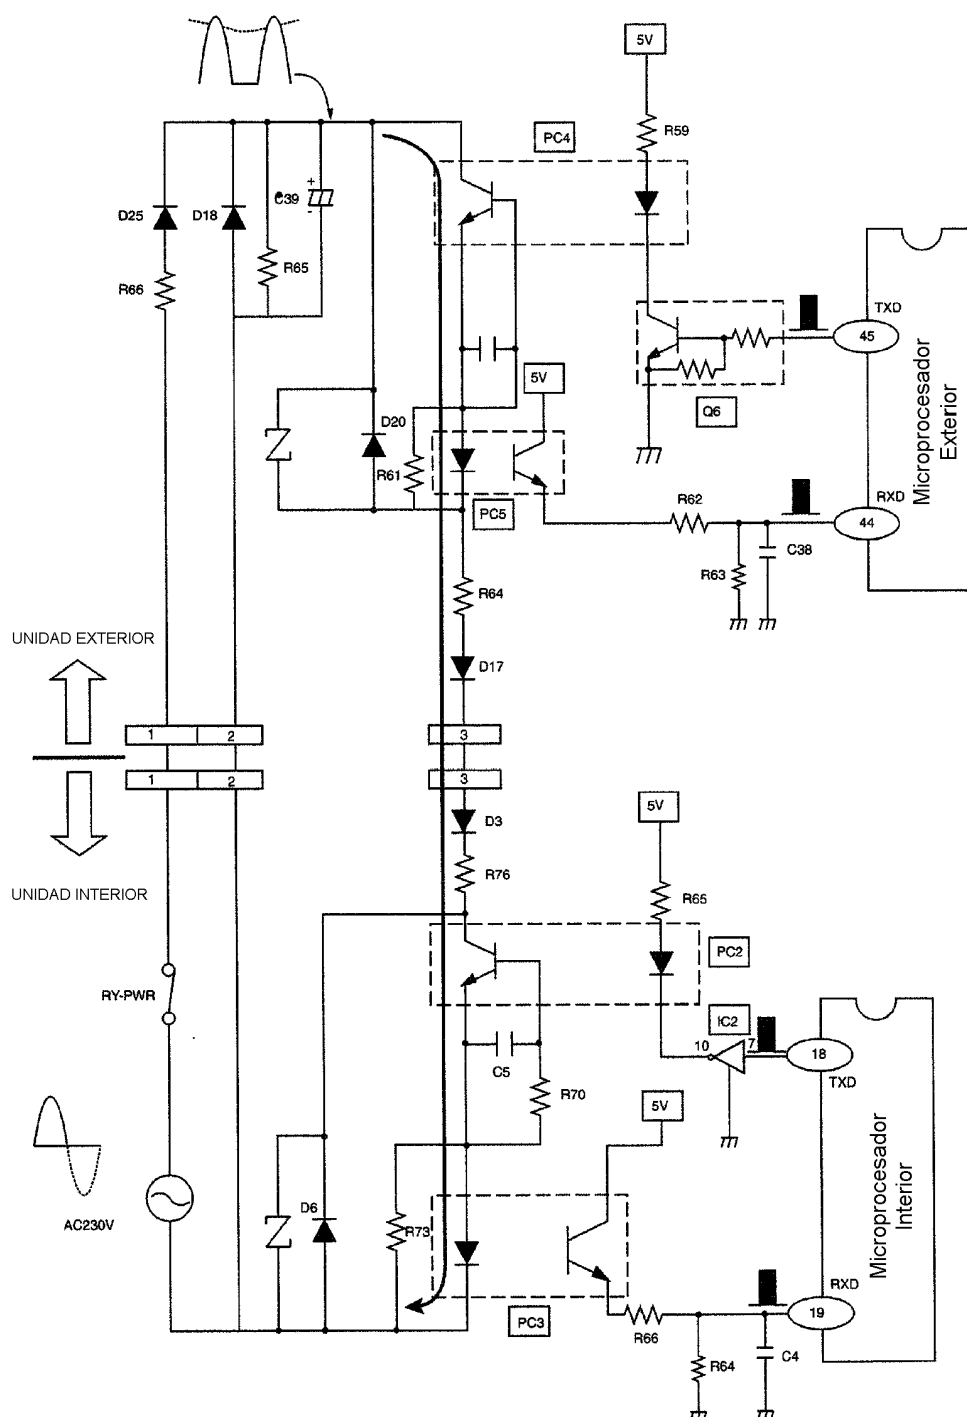 5V
R59
PC4
D25
D18
+
C39
-
R65
R66
TXD
45
Microprocesador
Exterior
5V
Q6
D20
R61
PC5
R62
RXD
44
R63
C38
R64
UNIDAD EXTERIOR
D17
1
2
3
1
2
3
D3
5V
UNIDAD INTERIOR
R76
R65
PC2
RY-PWR
IC2
10
7
18
TXD
C5
R70
5V
Microprocesador
Interior
D6
AC230V
R73
RXD
19
PC3
R66
R64
C4